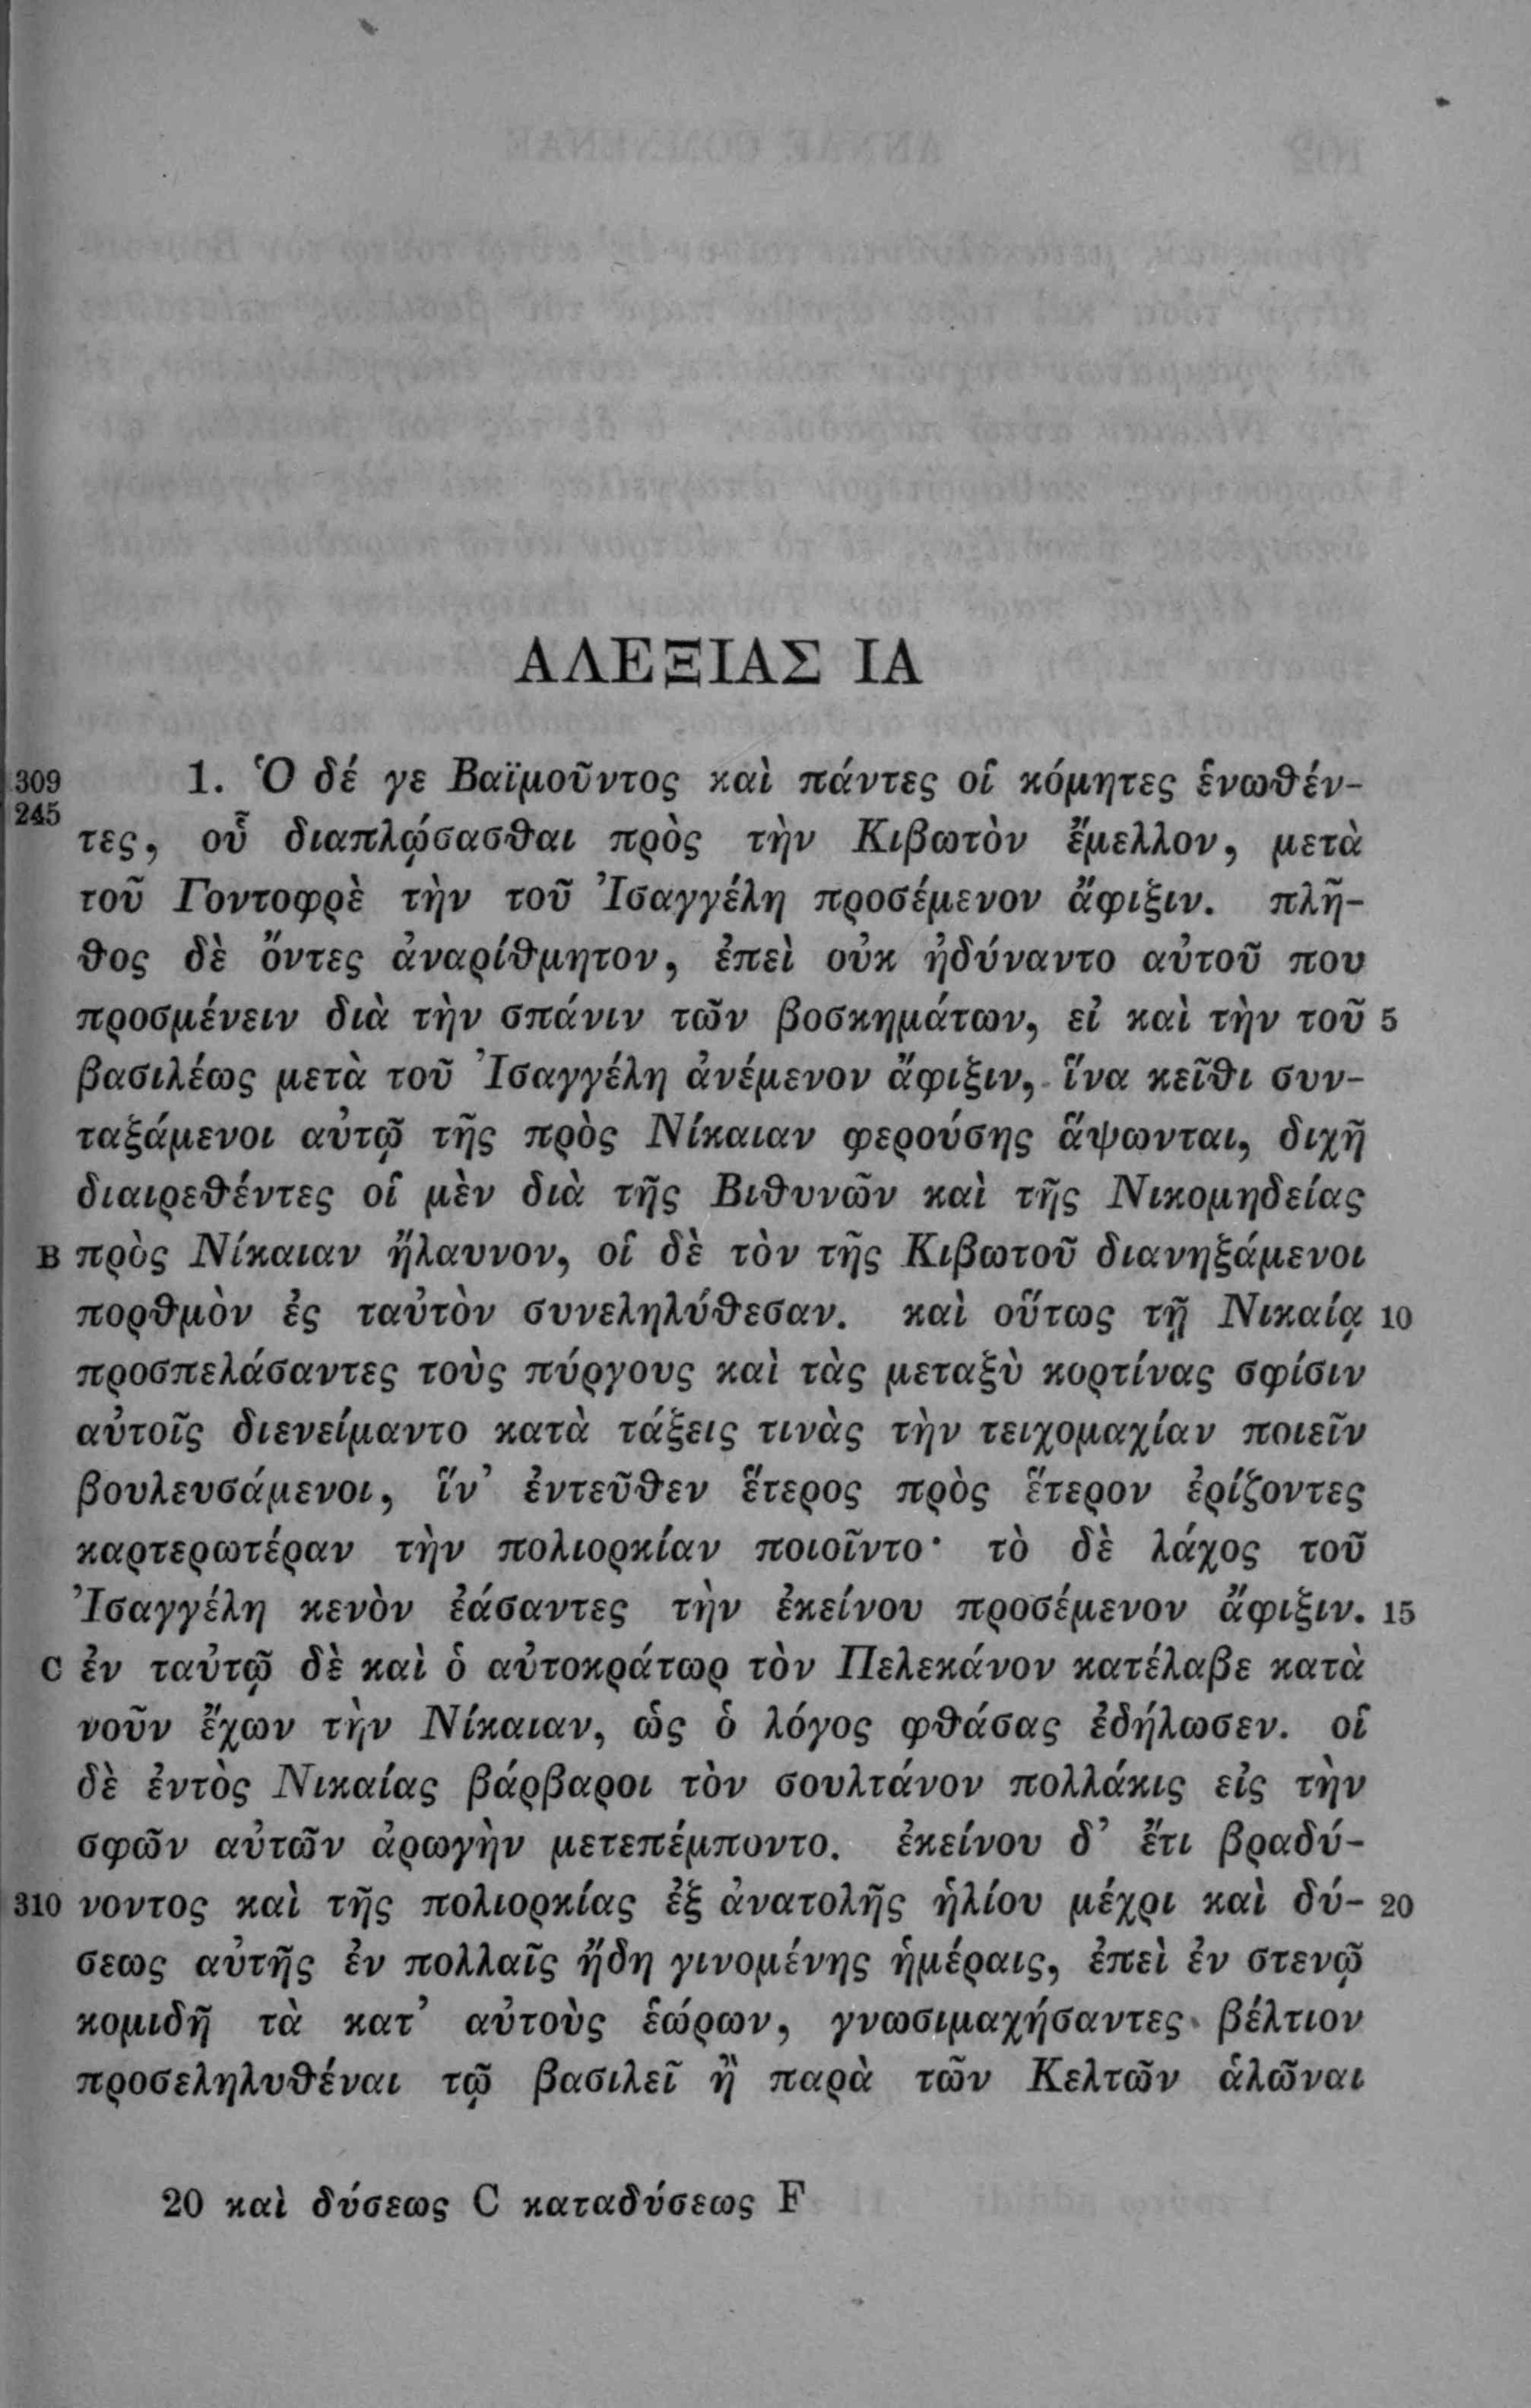 ΑΛΕΞΙΑΣ ΙΑ
309 1. Ὁ δέ γε Βαϊμοῦντος καὶ πάντες οἱ κόμητες ἑνωθέν-
245 τες, οὗ διαπλῴσασθαι πρὸς τὴν Κιβωτὸν ἔμελλον, μετὰ
τοῦ Γοντοφρὲ τὴν τοῦ Ἰσαγγέλη προσέμενον ἄφιξιν. πλῆ-
θος δὲ ὄντες ἀναρίθμητον, ἐπεὶ οὐκ ἠδύναντο αὐτοῦ που
προσμένειν διὰ τὴν σπάνιν τῶν βοσκημάτων, εἰ καὶ τὴν τοῦ 5
βασιλέως μετὰ τοῦ Ἰσαγγέλη ἀνέμενον ἄφιξιν, ἵνα κεῖθι συν-
ταξάμενοι αὐτῷ τῆς πρὸς Νίκαιαν φερούσης ἅψωνται, διχῆ
διαιρεθέντες οἱ μὲν διὰ τῆς Βιθυνῶν καὶ τῆς Νικομηδείας
B πρὸς Νίκαιαν ἤλαυνον, οἱ δὲ τὸν τῆς Κιβωτοῦ διανηξάμενοι
πορθμὸν ἐς ταὐτὸν συνεληλύθεσαν. καὶ οὕτως τῇ Νικαίᾳ 10
προσπελάσαντες τοὺς πύργους καὶ τὰς μεταξὺ κορτίνας σφίσιν
αὐτοῖς διενείμαντο κατὰ τάξεις τινὰς τὴν τειχομαχίαν ποιεῖν
βουλευσάμενοι, ἵν' ἐντεῦθεν ἕτερος πρὸς ἕτερον ἐρίζοντες
καρτερωτέραν τὴν πολιορκίαν ποιοῖντο· τὸ δὲ λάχος τοῦ
Ἰσαγγέλη κενὸν ἐάσαντες τὴν ἐκείνου προσέμενον ἄφιξιν. 15
C ἐν ταὐτῷ δὲ καὶ ὁ αὐτοκράτωρ τὸν Πελεκάνον κατέλαβε κατὰ
νοῦν ἔχων τὴν Νίκαιαν, ὡς ὁ λόγος φθάσας ἐδήλωσεν. οἱ
δὲ ἐντὸς Νικαίας βάρβαροι τὸν σουλτάνον πολλάκις εἰς τὴν
σφῶν αὐτῶν ἀρωγὴν μετεπέμποντο. ἐκείνου δ' ἔτι βραδύ-
310 νοντος καὶ τῆς πολιορκίας ἐξ ἀνατολῆς ἡλίου μέχρι καὶ δύ- 20
σεως αὐτῆς ἐν πολλαῖς ἤδη γινομένης ἡμέραις, ἐπεὶ ἐν στενῷ
κομιδῆ τὰ κατ' αὐτοὺς ἑώρων, γνωσιμαχήσαντες βέλτιον
προσεληλυθέναι τῷ βασιλεῖ ἢ παρὰ τῶν Κελτῶν ἁλῶναι
20 καὶ δύσεως C καταδύσεως F